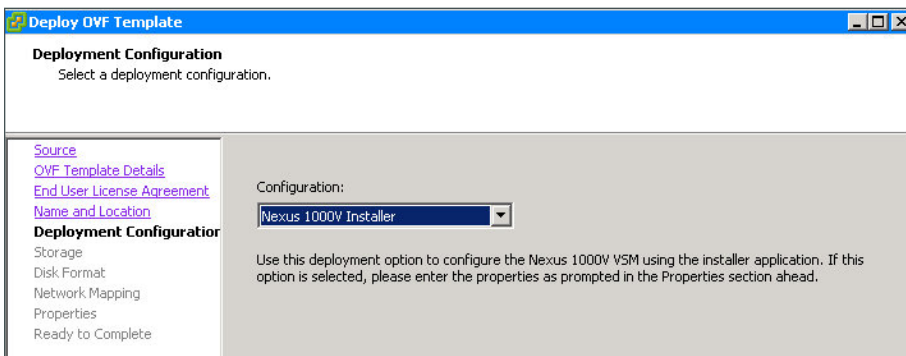 Deploy OVF Template
Deployment Configuration
Select a deployment configuration.
Source
OVF Template Details
End User License Agreement
Name and Location
Deployment Configuration
Storage
Disk Format
Network Mapping
Properties
Ready to Complete
Configuration:
Nexus 1000V Installer
Use this deployment option to configure the Nexus 1000V VSM using the installer application. If this
option is selected, please enter the properties as prompted in the Properties section ahead.